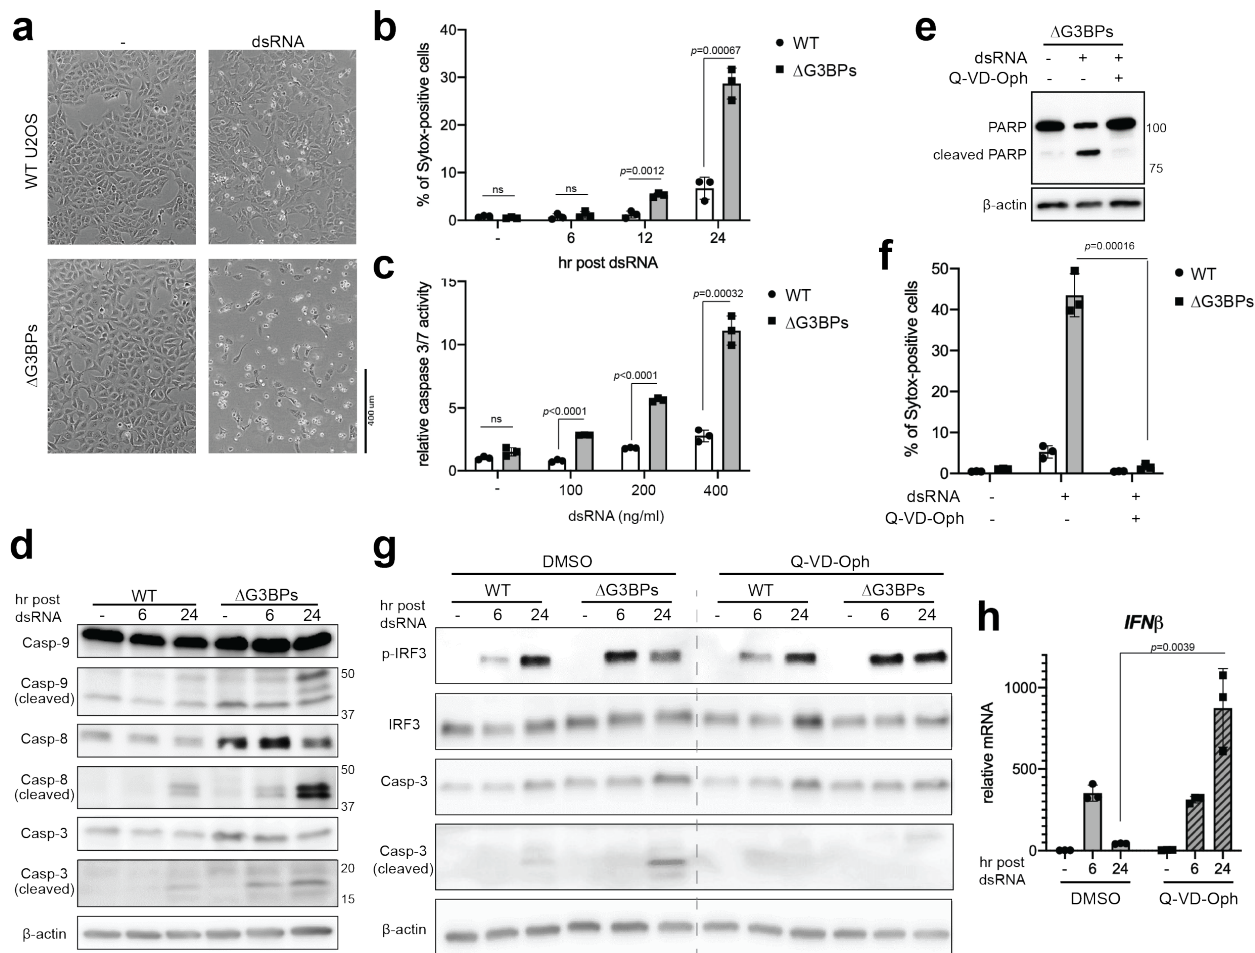 a
-
dsRNA
WT U2OS
ΔG3BPs
400 um
b
% of Sytox-positive cells
40
30
20
10
0
ns
ns
p=0.0012
p=0.00067
-
6
12
24
hr post dsRNA
WT
ΔG3BPs
c
relative caspase 3/7 activity
15
10
5
0
ns
p<0.0001
p<0.0001
p=0.00032
-
100
200
400
dsRNA (ng/ml)
WT
ΔG3BPs
e
ΔG3BPs
dsRNA - + +
Q-VD-Oph - - +
PARP
100
cleaved PARP
75
β-actin
f
% of Sytox-positive cells
50
40
30
20
10
0
p=0.00016
WT
ΔG3BPs
dsRNA - + +
Q-VD-Oph - - +
d
WT ΔG3BPs
hr post
dsRNA
- 6 24 - 6 24
Casp-9
Casp-9
(cleaved)
50
37
Casp-8
Casp-8
(cleaved)
50
37
Casp-3
Casp-3
(cleaved)
20
15
β-actin
g
DMSO Q-VD-Oph
WT ΔG3BPs WT ΔG3BPs
hr post
dsRNA
- 6 24 - 6 24 - 6 24 - 6 24
p-IRF3
IRF3
Casp-3
Casp-3
(cleaved)
β-actin
h
IFNβ
p=0.0039
relative mRNA
1000
500
0
hr post
dsRNA
- 6 24 - 6 24
DMSO Q-VD-Oph